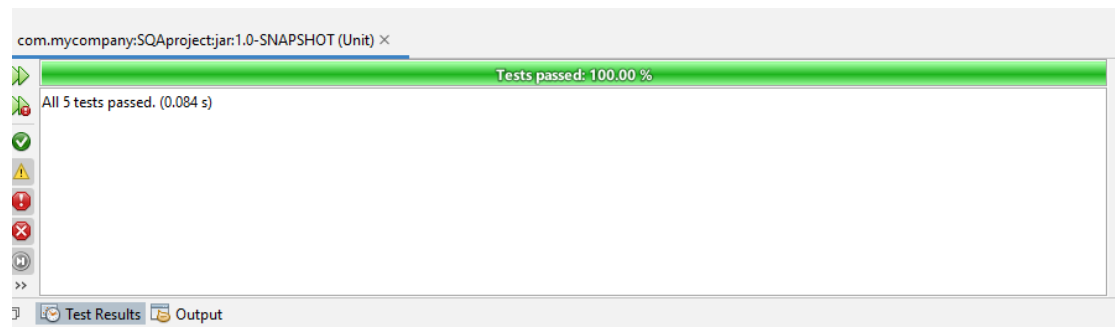 com.mycompany:SQAproject:jar:1.0-SNAPSHOT (Unit) ×
Tests passed: 100.00 %
All 5 tests passed. (0.084 s)
>>
Test Results Output